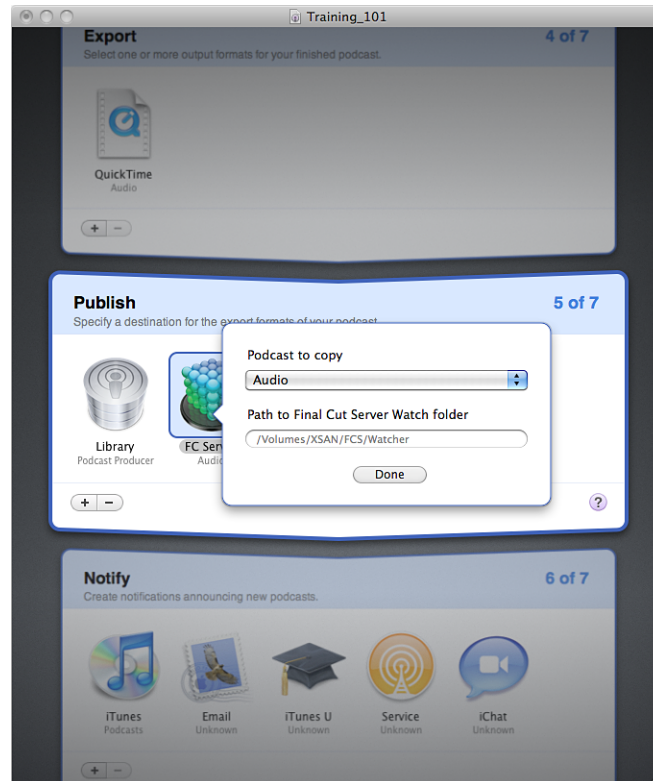 Training_101
Export
4 of 7
Select one or more output formats for your finished podcast.
QuickTime
Audio
+ −
Publish
5 of 7
Specify a destination for the export formats of your podcast.
Podcast to copy
Audio
Path to Final Cut Server Watch folder
/Volumes/XSAN/FCS/Watcher
Done
Library
Podcast Producer
FC Serv
Audio
+ −
?
Notify
6 of 7
Create notifications announcing new podcasts.
iTunes
Podcasts
Email
Unknown
iTunes U
Unknown
Service
Unknown
iChat
Unknown
+ −